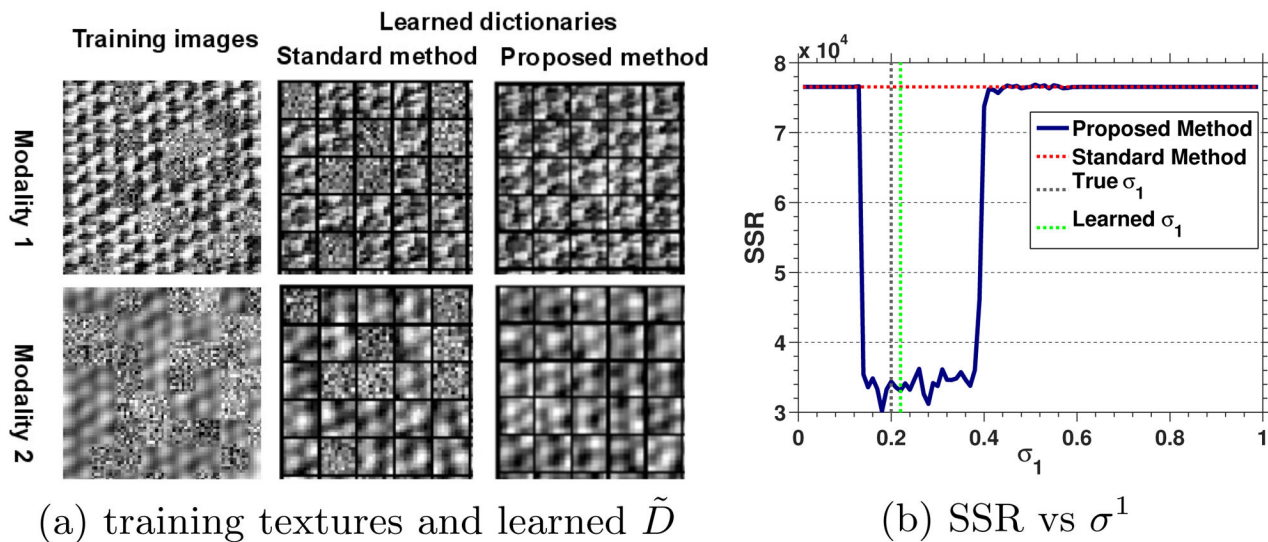 Learned dictionaries
Training images
Standard method
Proposed method
Modality 1
Modality 2
(a) training textures and learned D̃
x 10⁴
8
7
6
5
4
3
SSR
0
0.2
0.4
0.6
0.8
1
σ₁
Proposed Method
Standard Method
True σ₁
Learned σ₁
(b) SSR vs σ¹